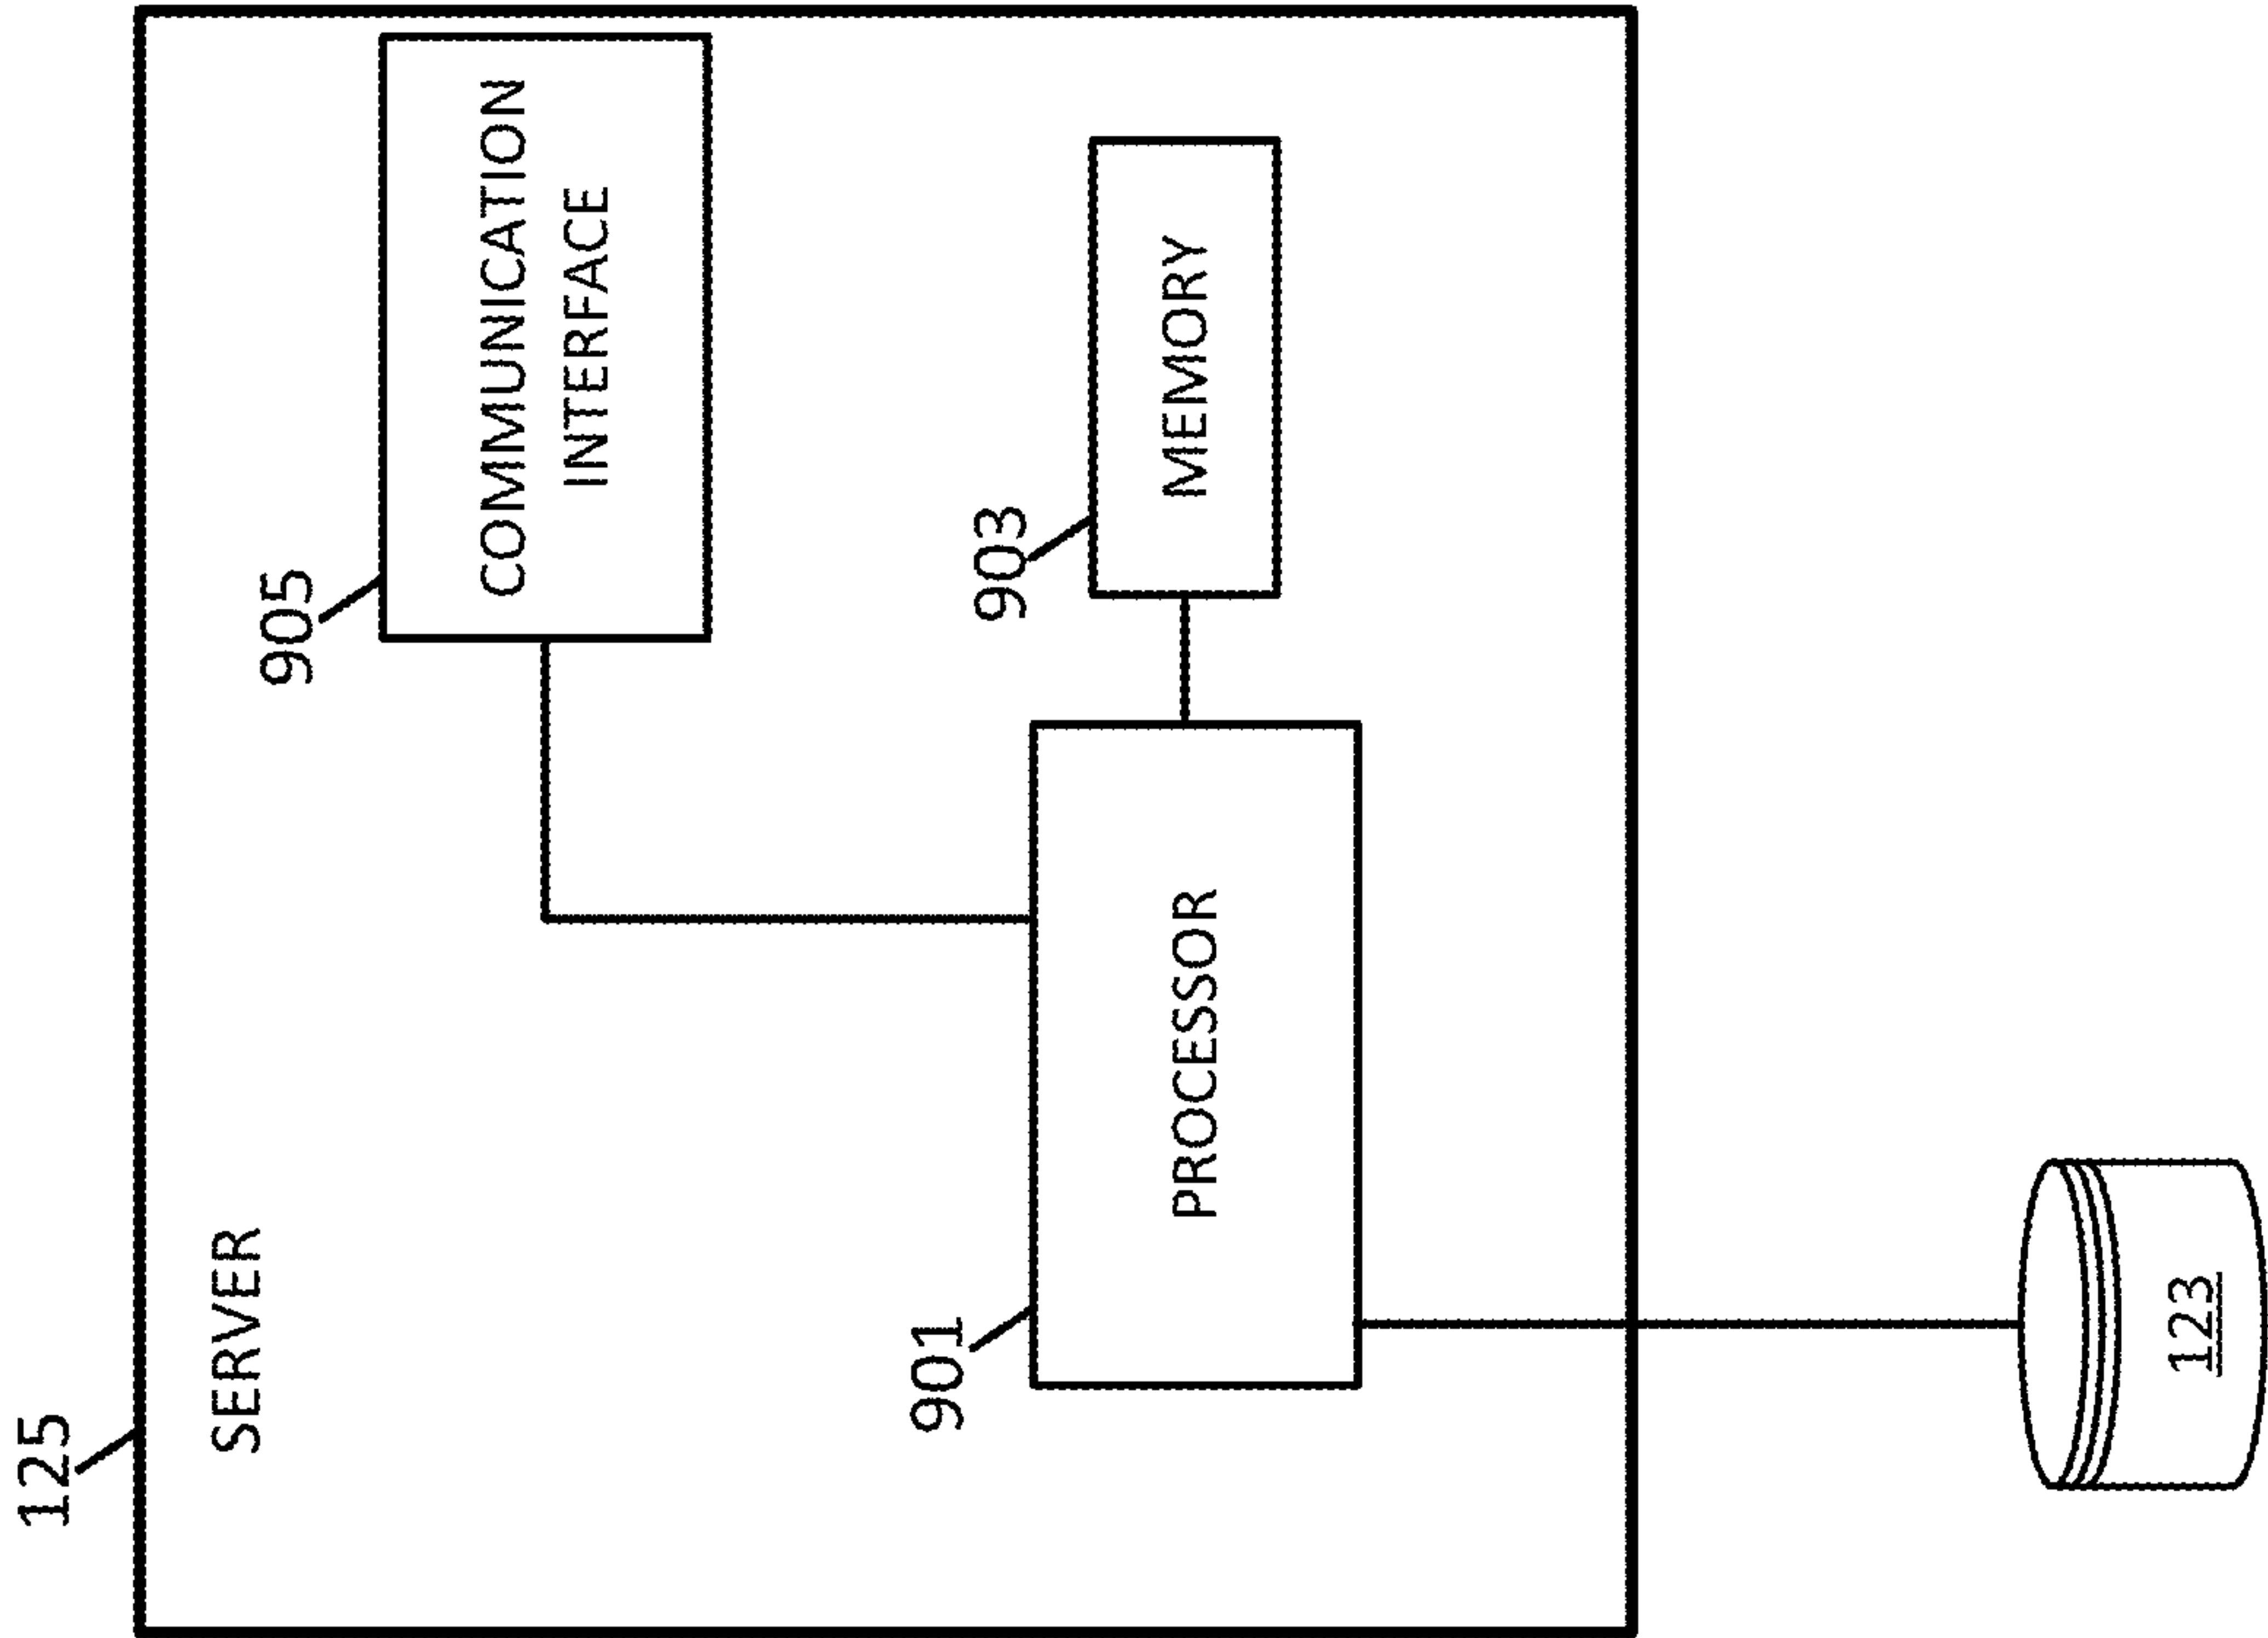 125
SERVER
905
COMMUNICATION
INTERFACE
903
MEMORY
901
PROCESSOR
123